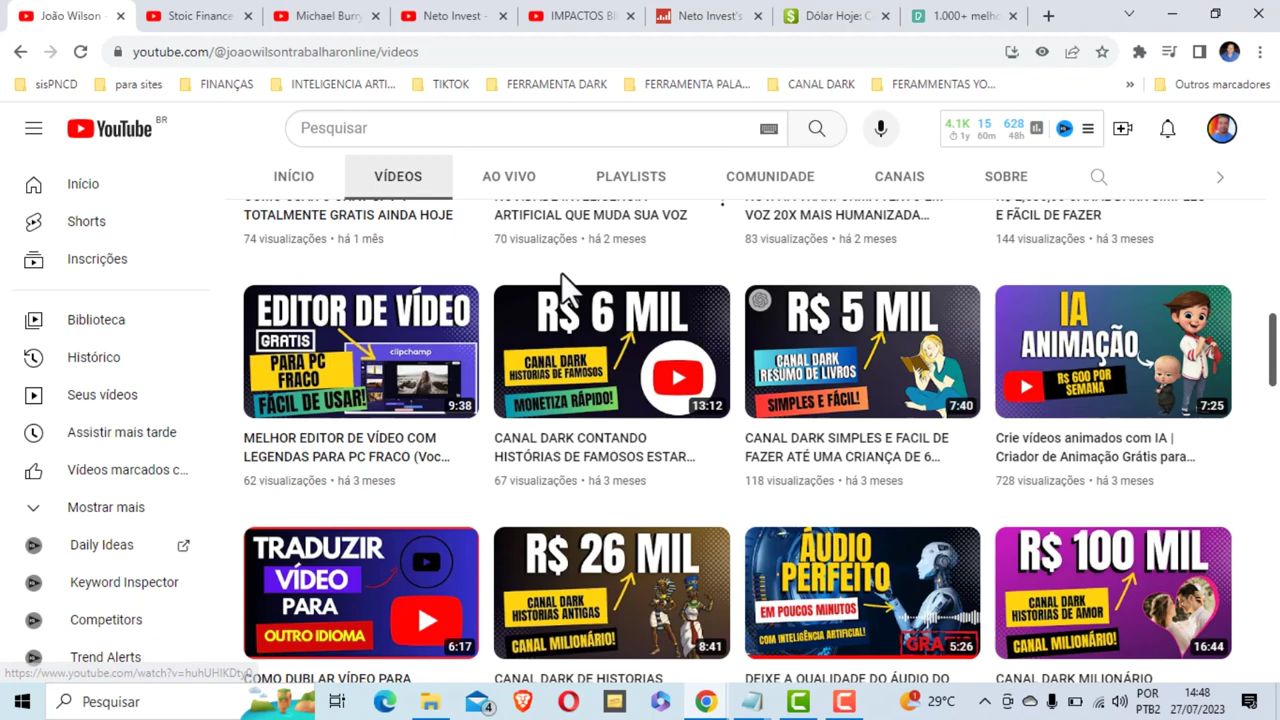 João Wilson -
Stoic Finance
Michael Burry
Neto Invest -
IMPACTOS B
Neto Invest's
Dólar Hoje: C
1.000+ melh
youtube.com/@joaowilsontrabalharonline/videos
sisPNCD
para sites
FINANÇAS
INTELIGENCIA ARTI...
TIKTOK
FERRAMENTA DARK
FERRAMENTA PALA...
CANAL DARK
FERAMMENTAS YO...
»
Outros marcadores
YouTube BR
Pesquisar
4.1K 15 628
1y 60m 48h
INÍCIO
VÍDEOS
AO VIVO
PLAYLISTS
COMUNIDADE
CANAIS
SOBRE
Início
Shorts
Inscrições
Biblioteca
Histórico
Seus vídeos
Assistir mais tarde
Vídeos marcados c...
Mostrar mais
Daily Ideas
Keyword Inspector
Competitors
Trend Alerts
TOTALMENTE GRATIS AINDA HOJE
74 visualizações • há 1 mês
ARTIFICIAL QUE MUDA SUA VOZ
70 visualizações • há 2 meses
VOZ 20X MAIS HUMANIZADA...
83 visualizações • há 2 meses
E FÁCIL DE FAZER
144 visualizações • há 3 meses
EDITOR DE VÍDEO
GRATIS
PARA PC
FRACO
FÁCIL DE USAR!
clipchamp
9:38
MELHOR EDITOR DE VÍDEO COM
LEGENDAS PARA PC FRACO (Voc...
62 visualizações • há 3 meses
R$ 6 MIL
CANAL DARK
HISTORIAS DE FAMOSOS
MONETIZA RÁPIDO!
13:12
CANAL DARK CONTANDO
HISTÓRIAS DE FAMOSOS ESTAR...
67 visualizações • há 3 meses
R$ 5 MIL
CANAL DARK
RESUMO DE LIVROS
SIMPLES E FÁCIL!
7:40
CANAL DARK SIMPLES E FACIL DE
FAZER ATÉ UMA CRIANÇA DE 6...
118 visualizações • há 3 meses
IA
ANIMAÇÃO
R$ 600 POR
SEMANA
7:25
Crie vídeos animados com IA |
Criador de Animação Grátis para...
728 visualizações • há 3 meses
TRADUZIR
VÍDEO
PARA
OUTRO IDIOMA
6:17
COMO DUBLAR VÍDEO PARA
R$ 26 MIL
CANAL DARK
HISTORIAS ANTIGAS
CANAL MILIONÁRIO!
8:41
CANAL DARK DE HISTORIAS
ÁUDIO
PERFEITO
EM POUCOS MINUTOS
COM INTELIGÊNCIA ARTIFICIAL!
GRATIS
5:26
DEIXE A QUALIDADE DO ÁUDIO DO
R$ 100 MIL
CANAL DARK
HISTORIAS DE AMOR
CANAL MILIONÁRIO!
16:44
CANAL DARK MILIONÁRIO
Pesquisar
4
1
29°C
POR
PTB2
14:48
27/07/2023